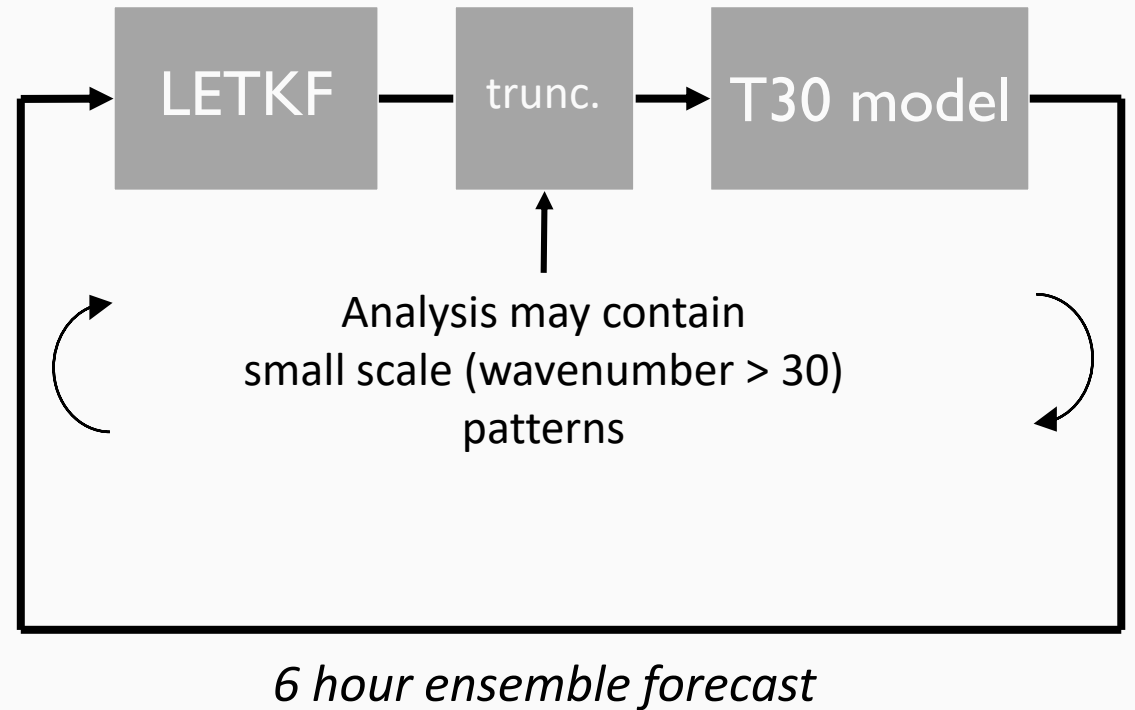 LETKF
trunc.
T30 model
Analysis may contain
small scale (wavenumber > 30)
patterns
6 hour ensemble forecast